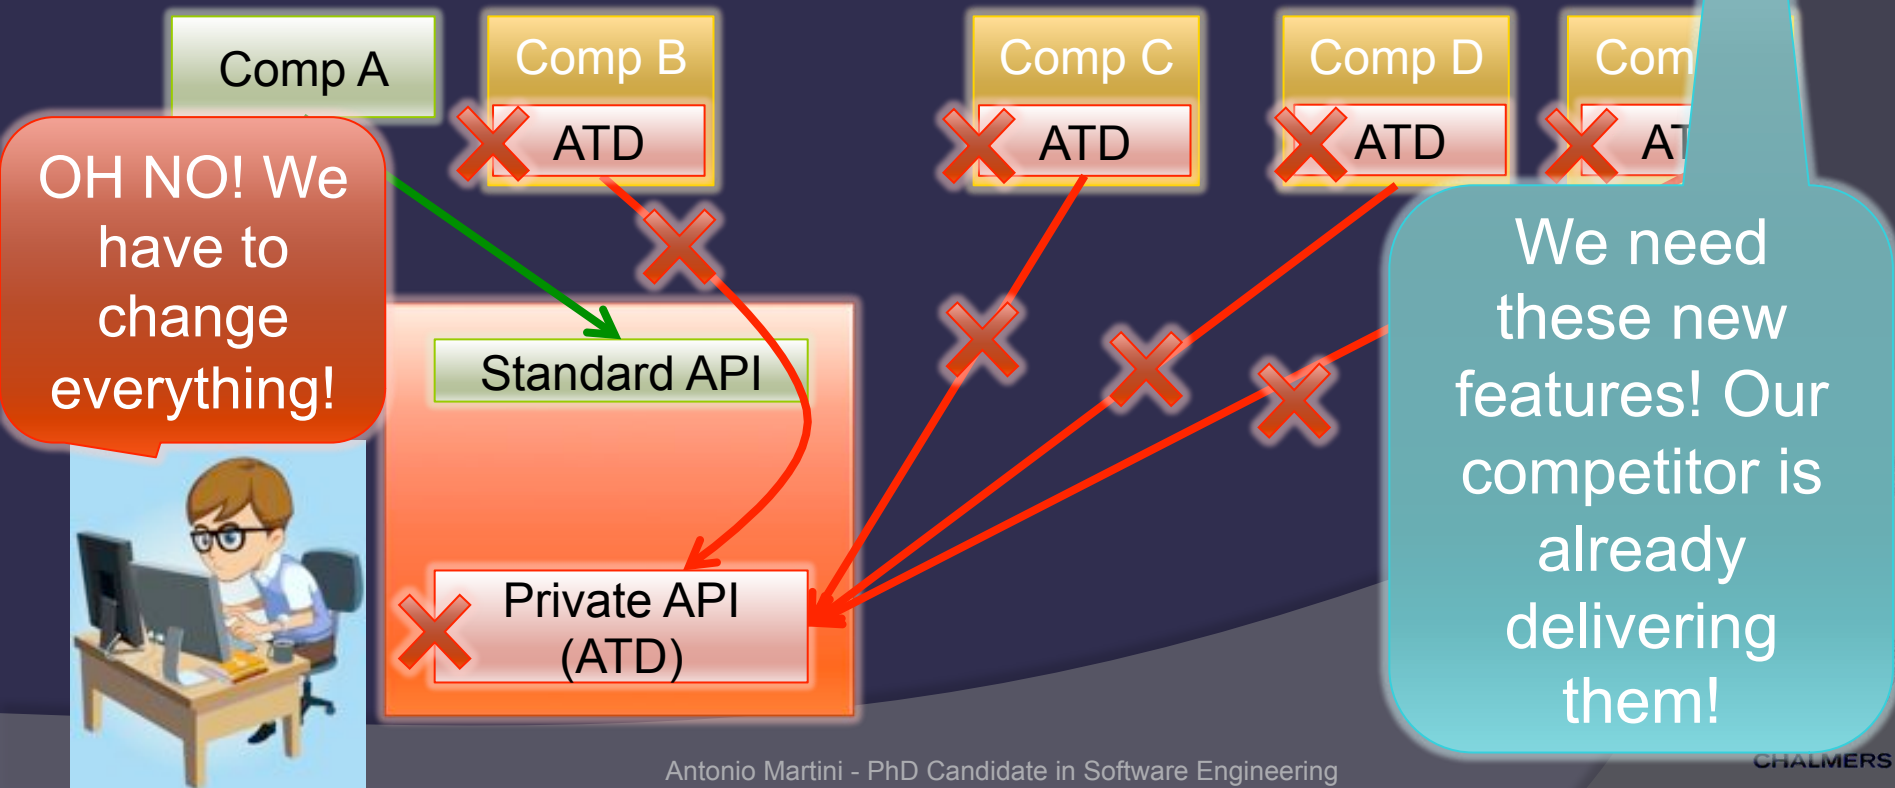 Comp A
Comp B
Comp C
Comp D
Com
ATD
ATD
ATD
AT
OH NO! We
have to
change
everything!
Standard API
Private API
(ATD)
We need
these new
features! Our
competitor is
already
delivering
them!
Antonio Martini - PhD Candidate in Software Engineering
CHALMERS